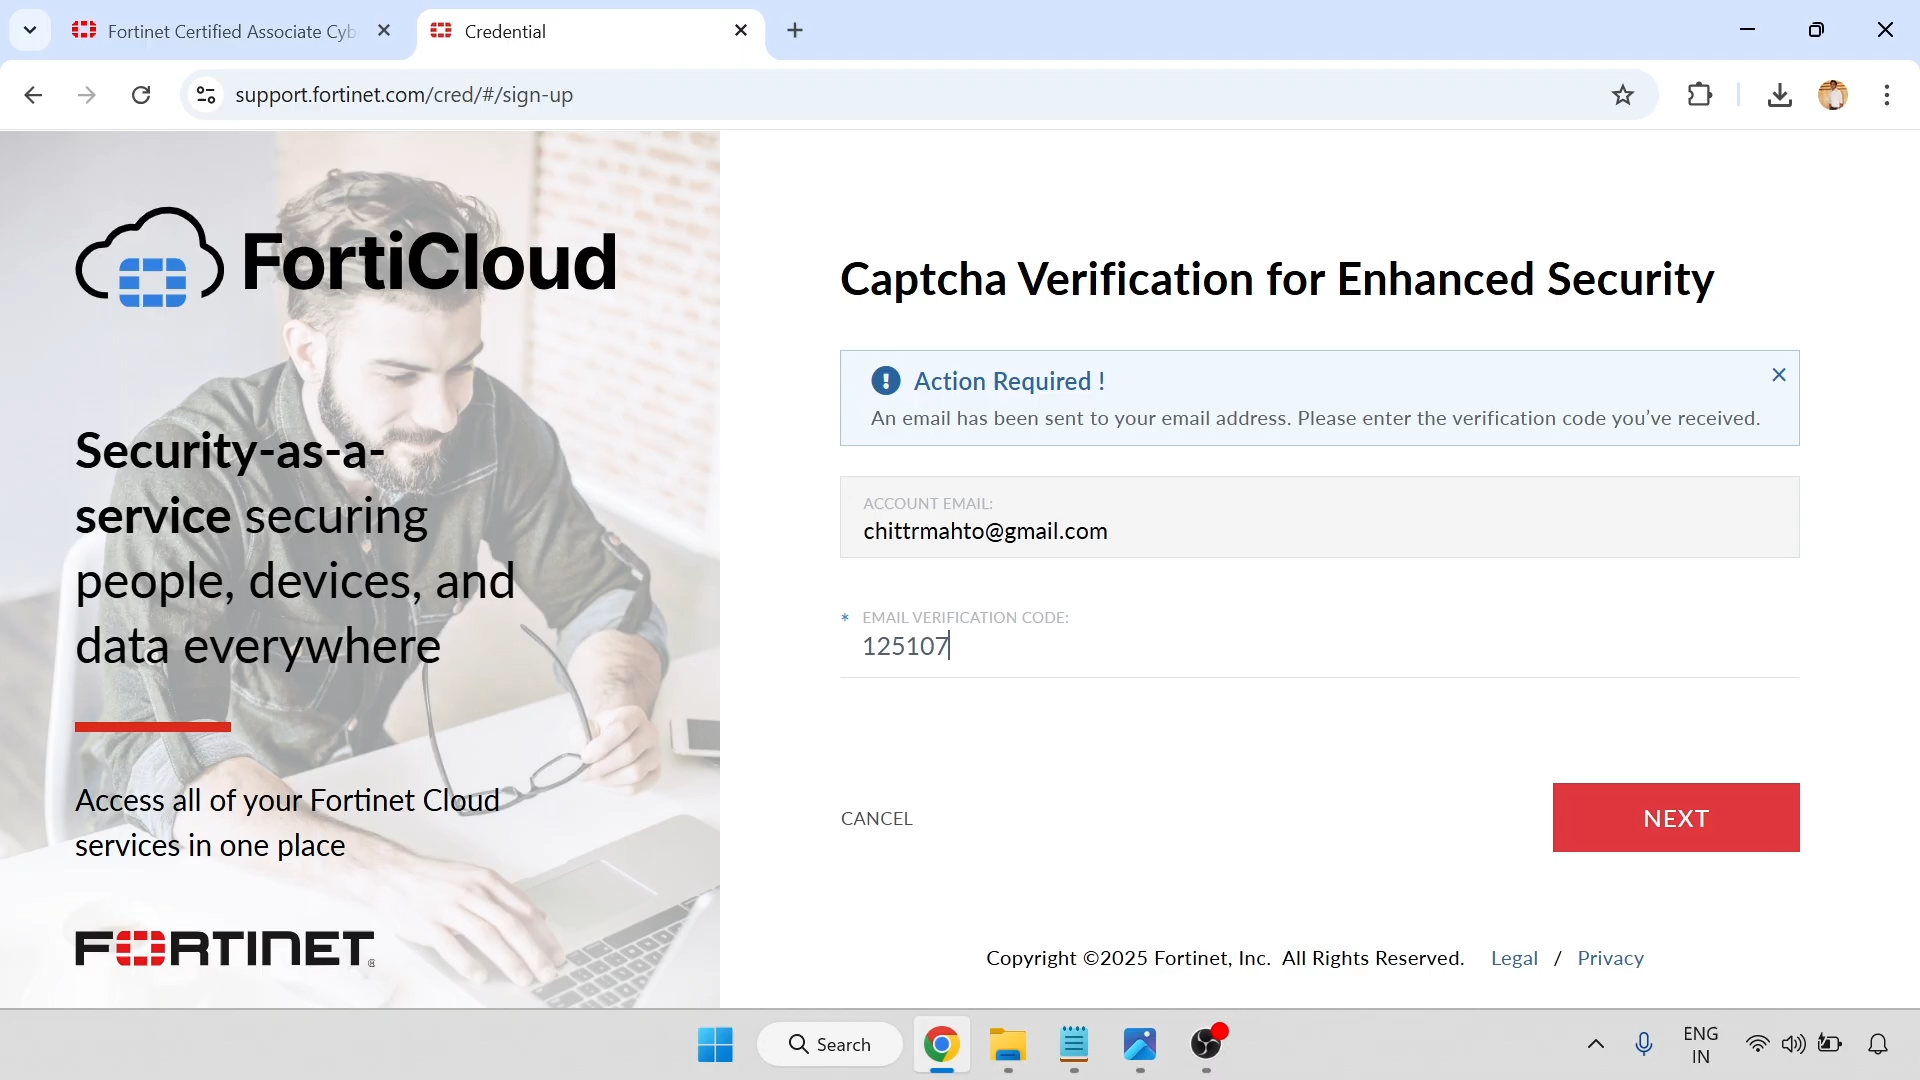 Fortinet Certified Associate Cyb
Credential
support.fortinet.com/cred/#/sign-up
FortiCloud
Security-as-a-
service securing
people, devices, and
data everywhere
Access all of your Fortinet Cloud
services in one place
FORTINET®
Captcha Verification for Enhanced Security
Action Required !
An email has been sent to your email address. Please enter the verification code you’ve received.
ACCOUNT EMAIL:
chittrmahto@gmail.com
* EMAIL VERIFICATION CODE:
125107
CANCEL
NEXT
Copyright ©2025 Fortinet, Inc. All Rights Reserved. Legal / Privacy
Search
ENG
IN